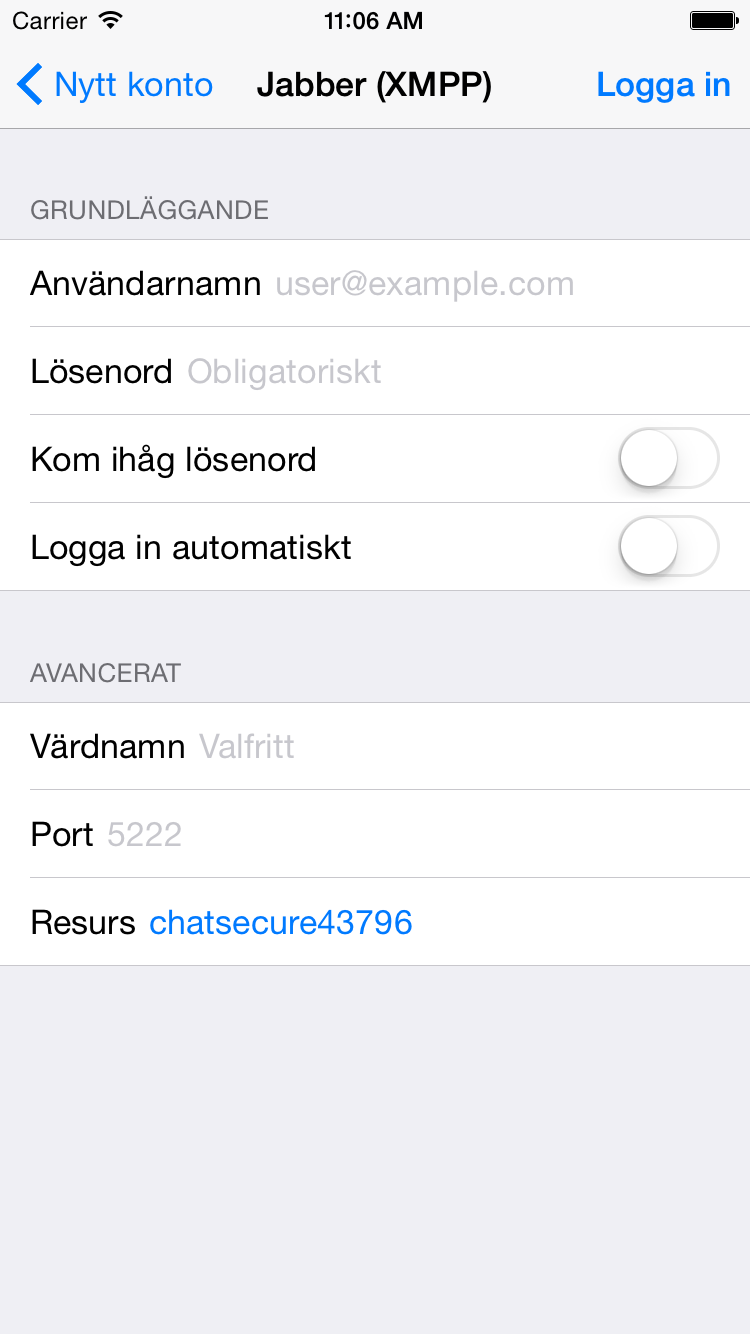 Carrier 11:06 AM
Nytt konto Jabber (XMPP) Logga in
GRUNDLÄGGANDE
Användarnamn user@example.com
Lösenord Obligatoriskt
Kom ihåg lösenord
Logga in automatiskt
AVANCERAT
Värdnamn Valfritt
Port 5222
Resurs chatsecure43796